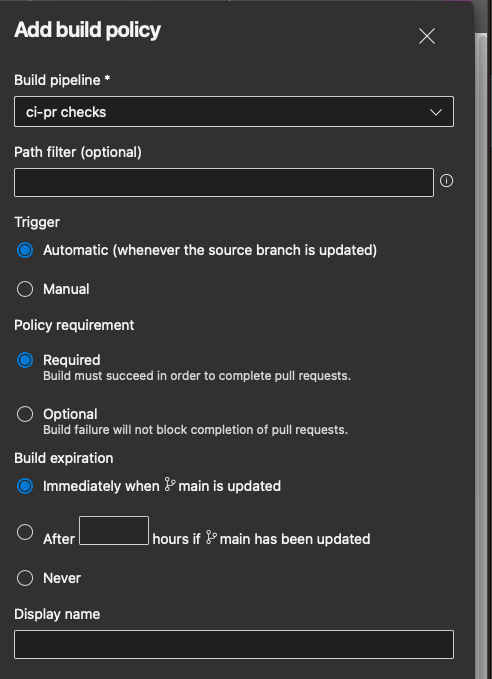 Add build policy
Build pipeline *
ci-pr checks
Path filter (optional)
Trigger
Automatic (whenever the source branch is updated)
Manual
Policy requirement
Required
Build must succeed in order to complete pull requests.
Optional
Build failure will not block completion of pull requests.
Build expiration
Immediately when main is updated
After hours if main has been updated
Never
Display name